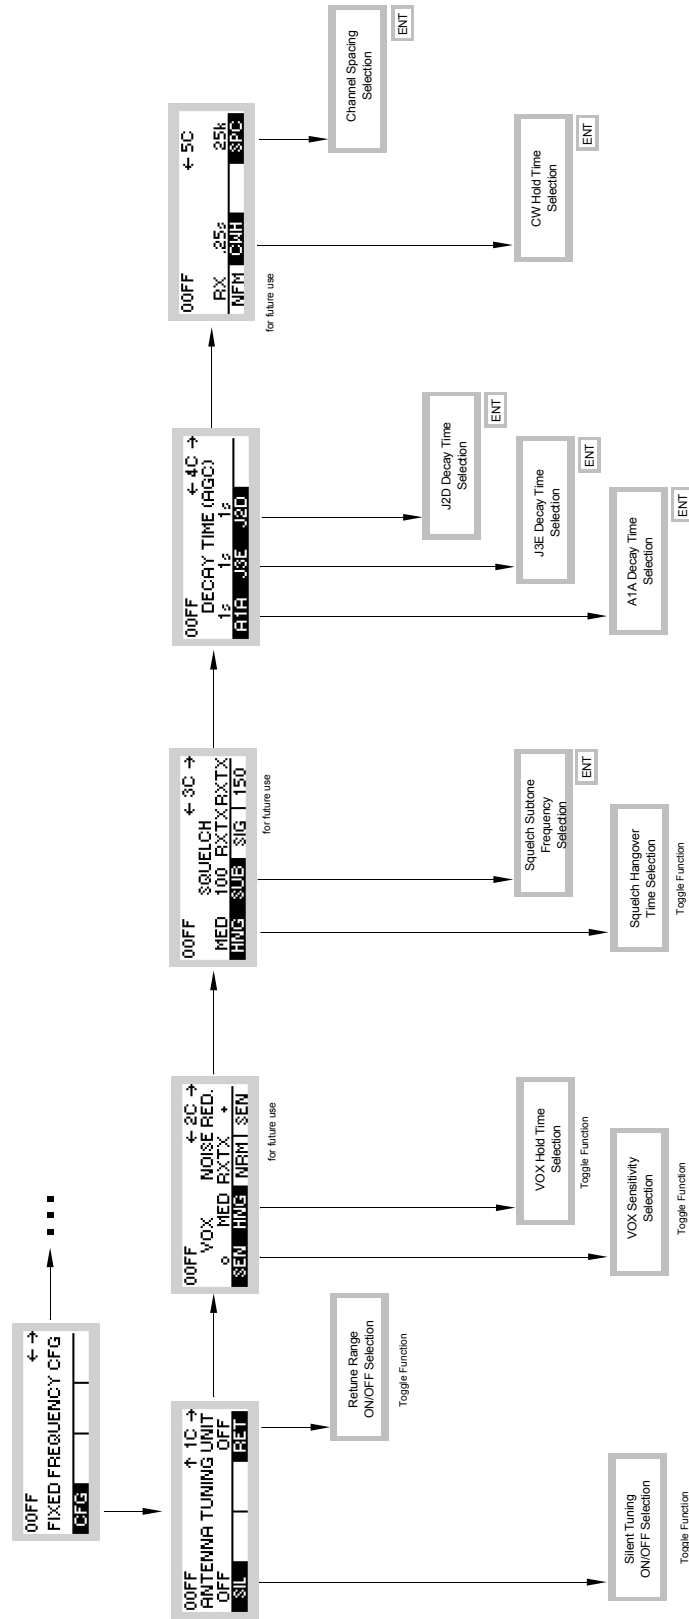 00FF ← →
FIXED FREQUENCY CFG
CFG
00FF ↑ 1C →
ANTENNA TUNING UNIT
OFF OFF
SIL RET
Silent Tuning
ON/OFF Selection
Toggle Function
Retune Range
ON/OFF Selection
Toggle Function
00FF ← 2C →
VOX NOISE RED.
o MED RXTX +
SEN HNG NRM SEN
for future use
VOX Sensitivity
Selection
Toggle Function
VOX Hold Time
Selection
Toggle Function
00FF ← 3C →
SQUELCH
MED 100 RXTX RXTX
HNG SUB SIG 150
for future use
Squelch Hangover
Time Selection
Toggle Function
Squelch Subtone
Frequency
Selection
ENT
00FF ← 4C →
DECAY TIME (AGC)
1s 1s 1s
A1A J3E J2D
A1A Decay Time
Selection
ENT
J3E Decay Time
Selection
ENT
J2D Decay Time
Selection
ENT
00FF ← 5C
RX .25s 25k
NFM CWH SPC
for future use
CW Hold Time
Selection
ENT
Channel Spacing
Selection
ENT